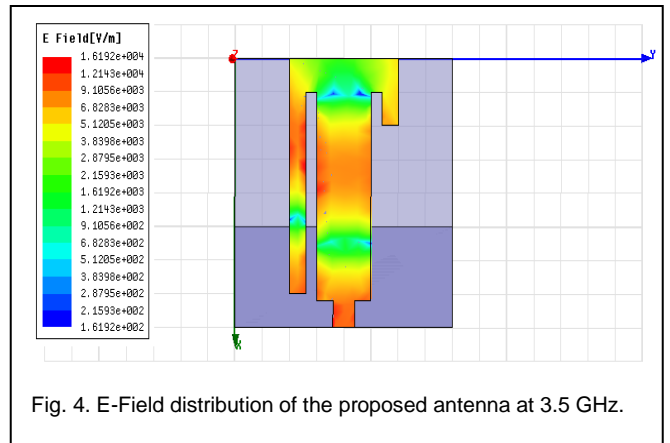 E Field[V/m]
1.6192e+004
1.2143e+004
9.1056e+003
6.8283e+003
5.1205e+003
3.8398e+003
2.8795e+003
2.1593e+003
1.6192e+003
1.2143e+003
9.1056e+002
6.8283e+002
5.1205e+002
3.8398e+002
2.8795e+002
2.1593e+002
1.6192e+002
Z
Y
X
Fig. 4. E-Field distribution of the proposed antenna at 3.5 GHz.